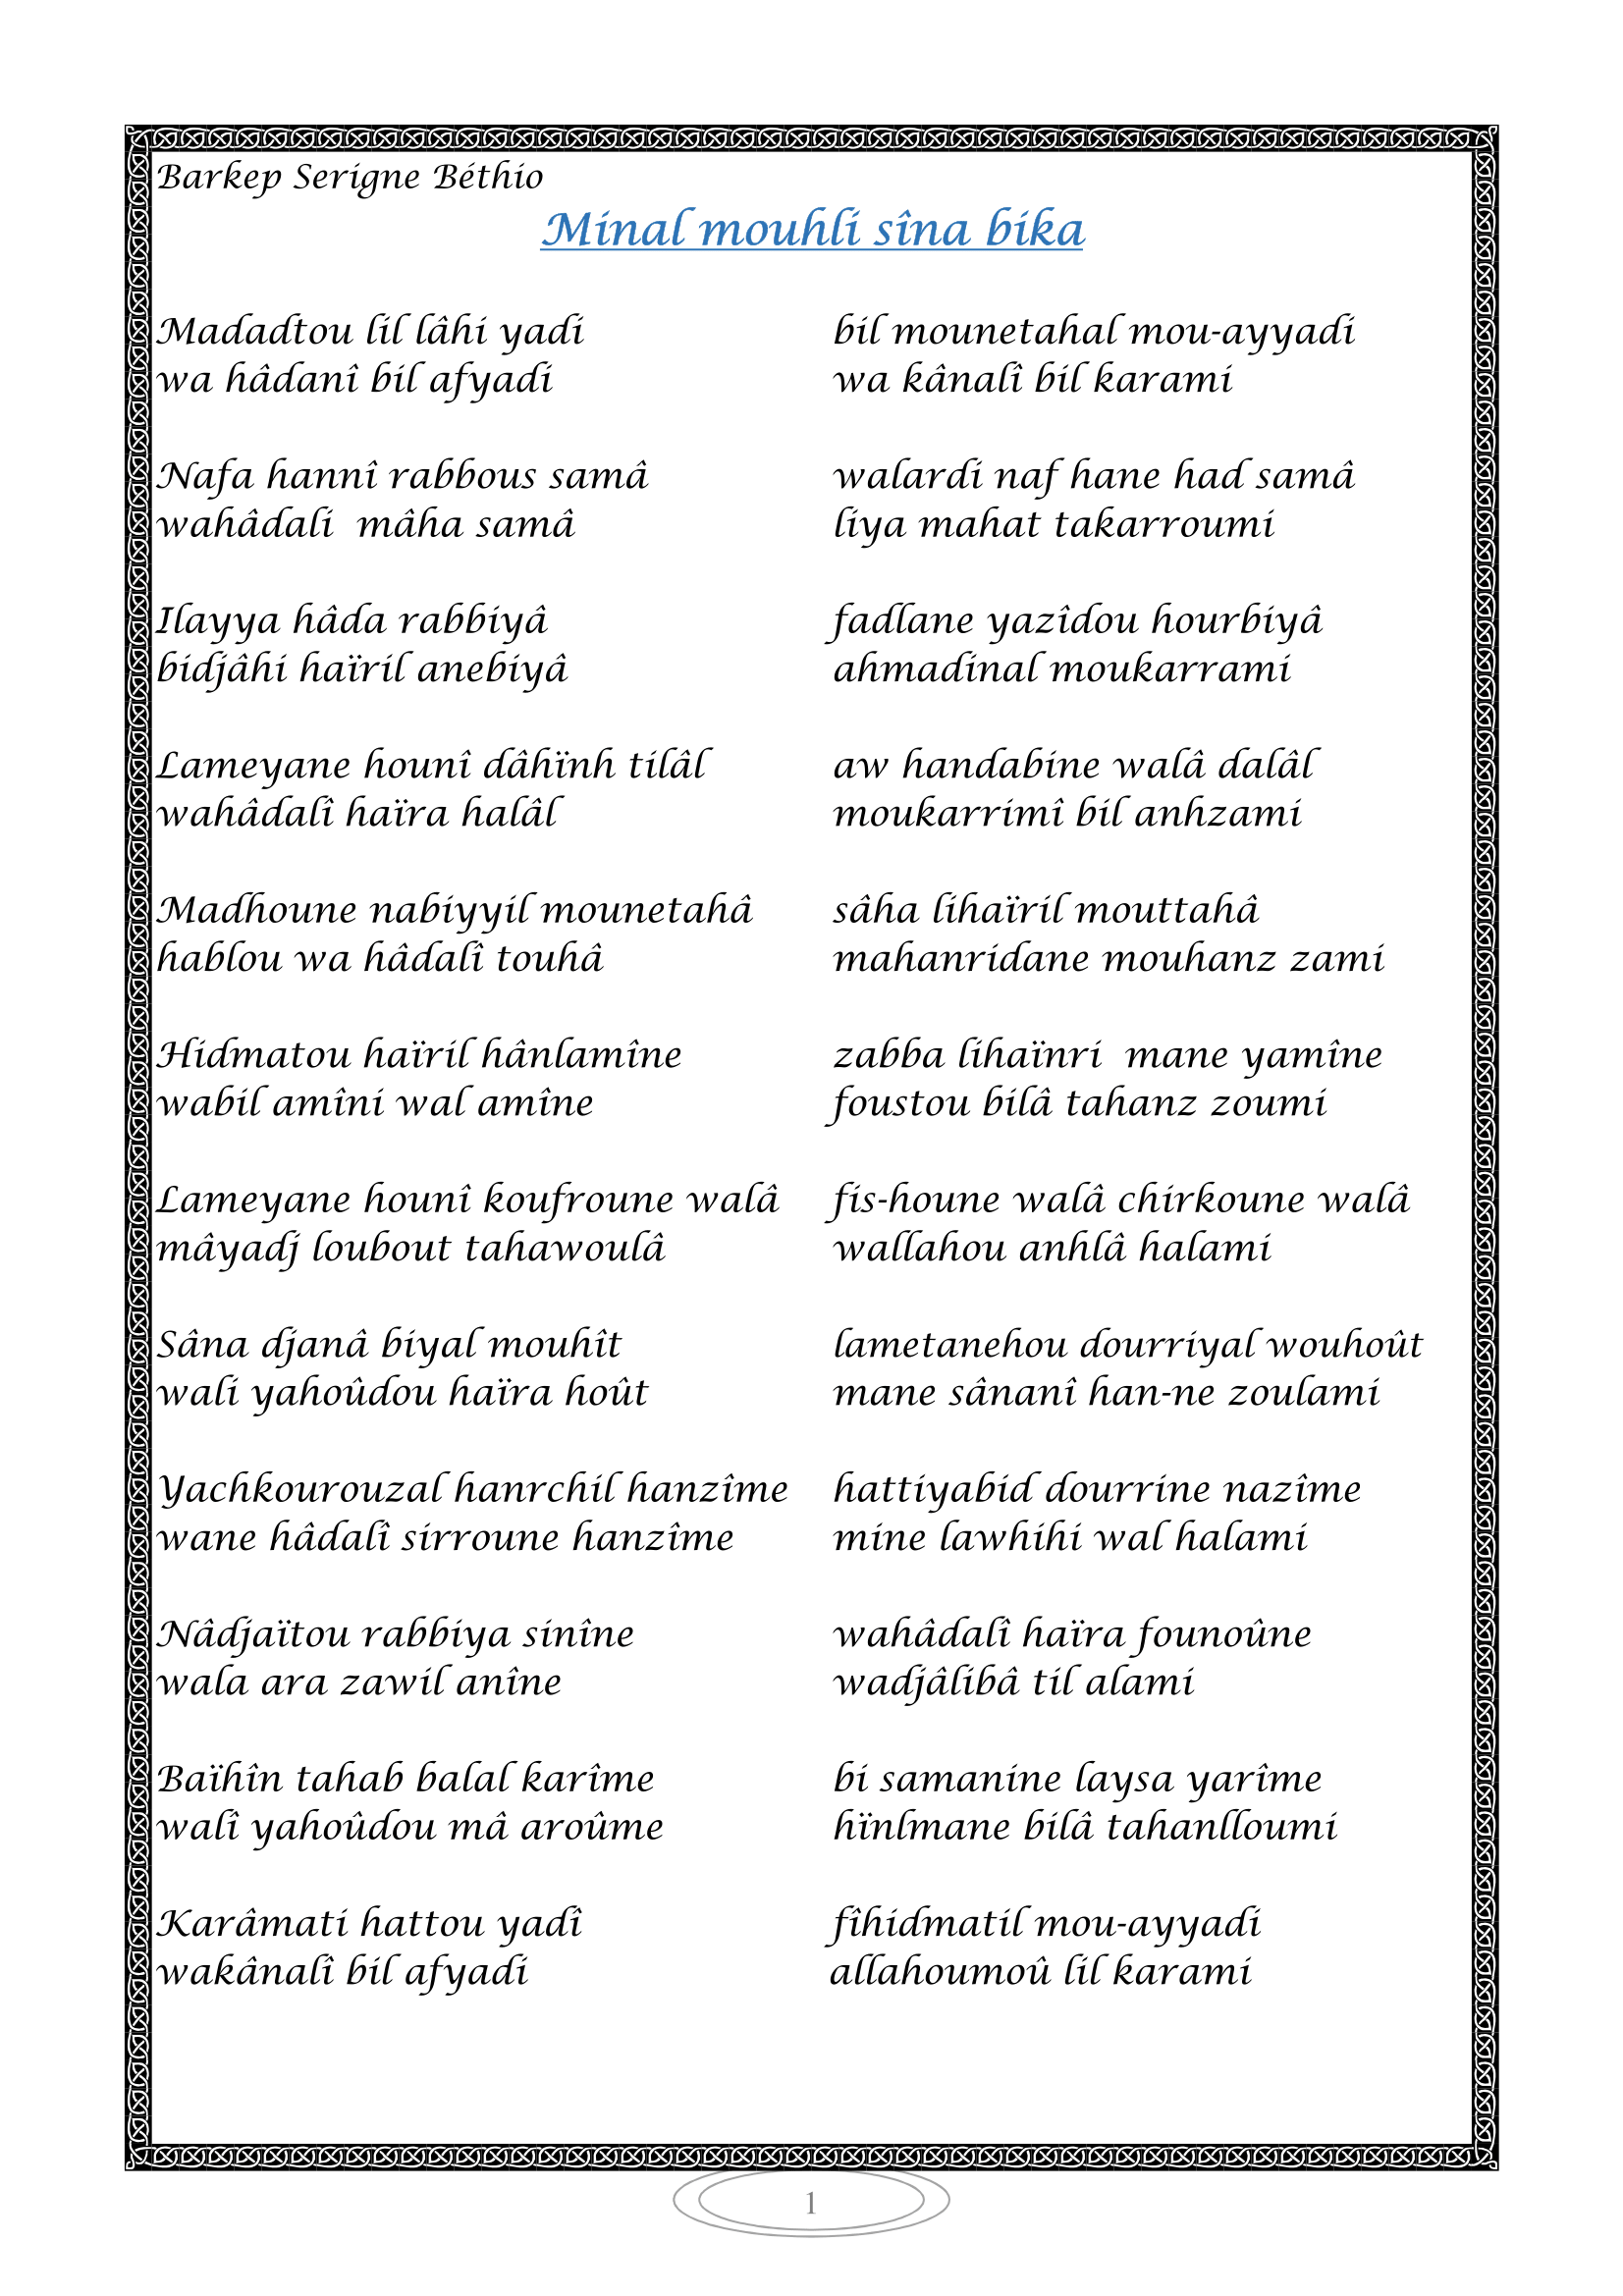 Barkep Serigne Béthio
Minal mouhli sîna bika
Madadtou lil lâhi yadi bil mounetahal mou-ayyadi
wa hâdanî bil afyadi wa kânalî bil karami
Nafa hannî rabbous samâ walardi naf hane had samâ
wahâdali mâha samâ liya mahat takarroumi
Ilayya hâda rabbiyâ fadlane yazîdou hourbiyâ
bidjâhi haïril anebiyâ ahmadinal moukarrami
Lameyane hounî dâhïnh tilâl aw handabine walâ dalâl
wahâdalî haïra halâl moukarrimî bil anhzami
Madhoune nabiyyil mounetahâ sâha lihaïril mouttahâ
hablou wa hâdalî touhâ mahanridane mouhanz zami
Hidmatou haïril hânlamîne zabba lihaïnri mane yamîne
wabil amîni wal amîne foustou bilâ tahanz zoumi
Lameyane hounî koufroune walâ fis-houne walâ chirkoune walâ
mâyadj loubout tahawoulâ wallahou anhlâ halami
Sâna djanâ biyal mouhît lametanehou dourriyal wouhoût
wali yahoûdou haïra hoût mane sânanî han-ne zoulami
Yachkourouzal hanrchil hanzîme hattiyabid dourrine nazîme
wane hâdalî sirroune hanzîme mine lawhihi wal halami
Nâdjaïtou rabbiya sinîne wahâdalî haïra founoûne
wala ara zawil anîne wadjâlibâ til alami
Baïhîn tahab balal karîme bi samanine laysa yarîme
walî yahoûdou mâ aroûme hïnlmane bilâ tahanlloumi
Karâmati hattou yadî fîhidmatil mou-ayyadi
wakânalî bil afyadi allahoumoû lil karami
1